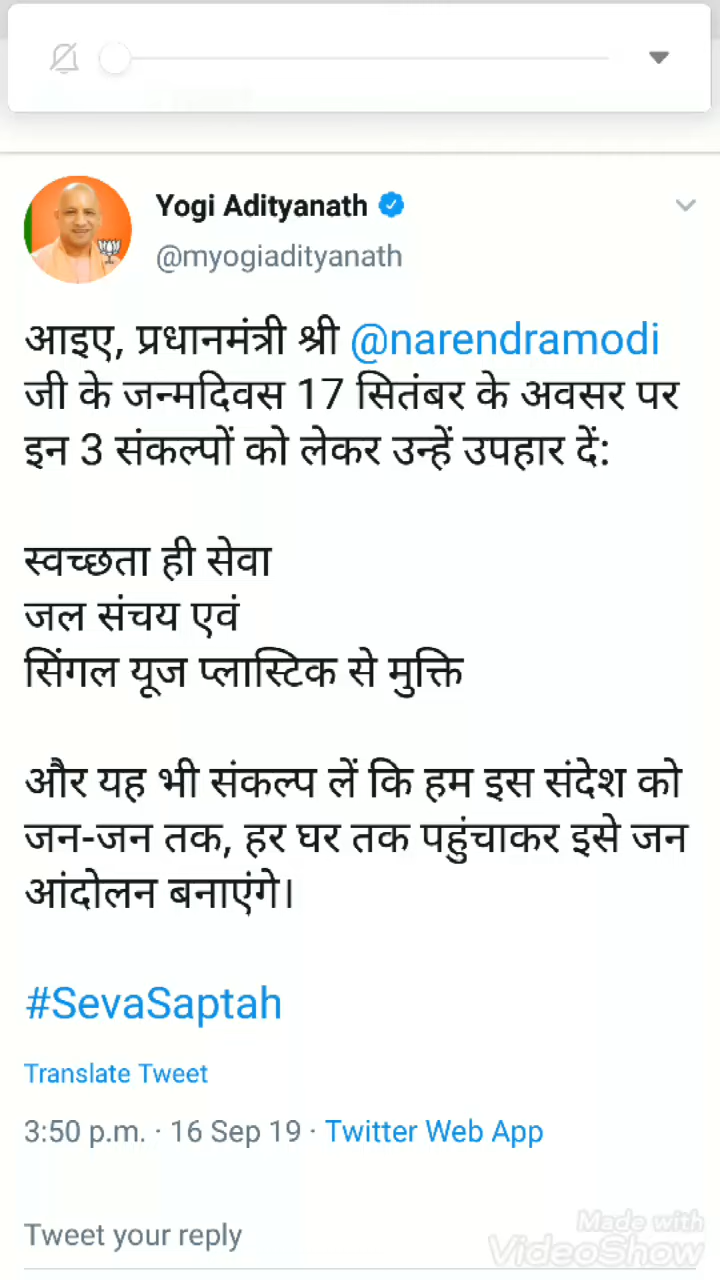 Yogi Adityanath
@myogiadityanath
आइए, प्रधानमंत्री श्री @narendramodi
जी के जन्मदिवस 17 सितंबर के अवसर पर
इन 3 संकल्पों को लेकर उन्हें उपहार दें:
स्वच्छता ही सेवा
जल संचय एवं
सिंगल यूज प्लास्टिक से मुक्ति
और यह भी संकल्प लें कि हम इस संदेश को
जन-जन तक, हर घर तक पहुंचाकर इसे जन
आंदोलन बनाएंगे।
#SevaSaptah
Translate Tweet
3:50 p.m. · 16 Sep 19 · Twitter Web App
Tweet your reply
Made with
VideoShow